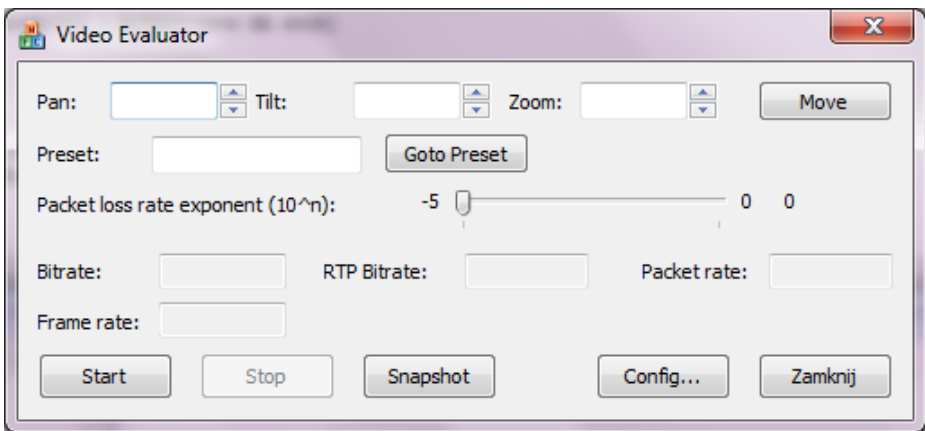 Video Evaluator
Pan: Tilt: Zoom: Move
Preset: Goto Preset
Packet loss rate exponent (10^n): -5 0 0
Bitrate: RTP Bitrate: Packet rate:
Frame rate:
Start Stop Snapshot Config... Zamknij